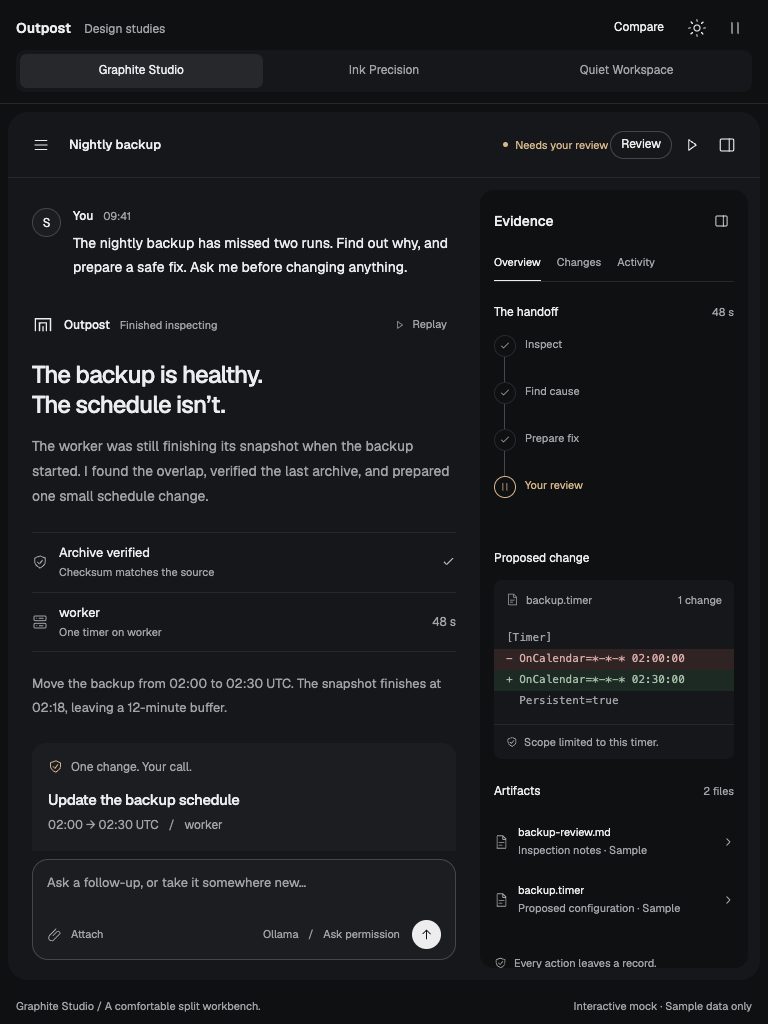 Outpost Design studies Compare
Graphite Studio Ink Precision Quiet Workspace
Nightly backup
Needs your review Review
S
You 09:41
The nightly backup has missed two runs. Find out why, and
prepare a safe fix. Ask me before changing anything.
Outpost Finished inspecting Replay
The backup is healthy.
The schedule isn’t.
The worker was still finishing its snapshot when the backup
started. I found the overlap, verified the last archive, and prepared
one small schedule change.
Archive verified
Checksum matches the source
worker
One timer on worker
48 s
Move the backup from 02:00 to 02:30 UTC. The snapshot finishes at
02:18, leaving a 12-minute buffer.
One change. Your call.
Update the backup schedule
02:00 → 02:30 UTC / worker
Ask a follow-up, or take it somewhere new...
Attach Ollama / Ask permission
Evidence
Overview Changes Activity
The handoff 48 s
Inspect
Find cause
Prepare fix
Your review
Proposed change
backup.timer 1 change
[Timer]
− OnCalendar=*-*-* 02:00:00
+ OnCalendar=*-*-* 02:30:00
Persistent=true
Scope limited to this timer.
Artifacts 2 files
backup-review.md
Inspection notes · Sample
backup.timer
Proposed configuration · Sample
Every action leaves a record.
Graphite Studio / A comfortable split workbench. Interactive mock · Sample data only